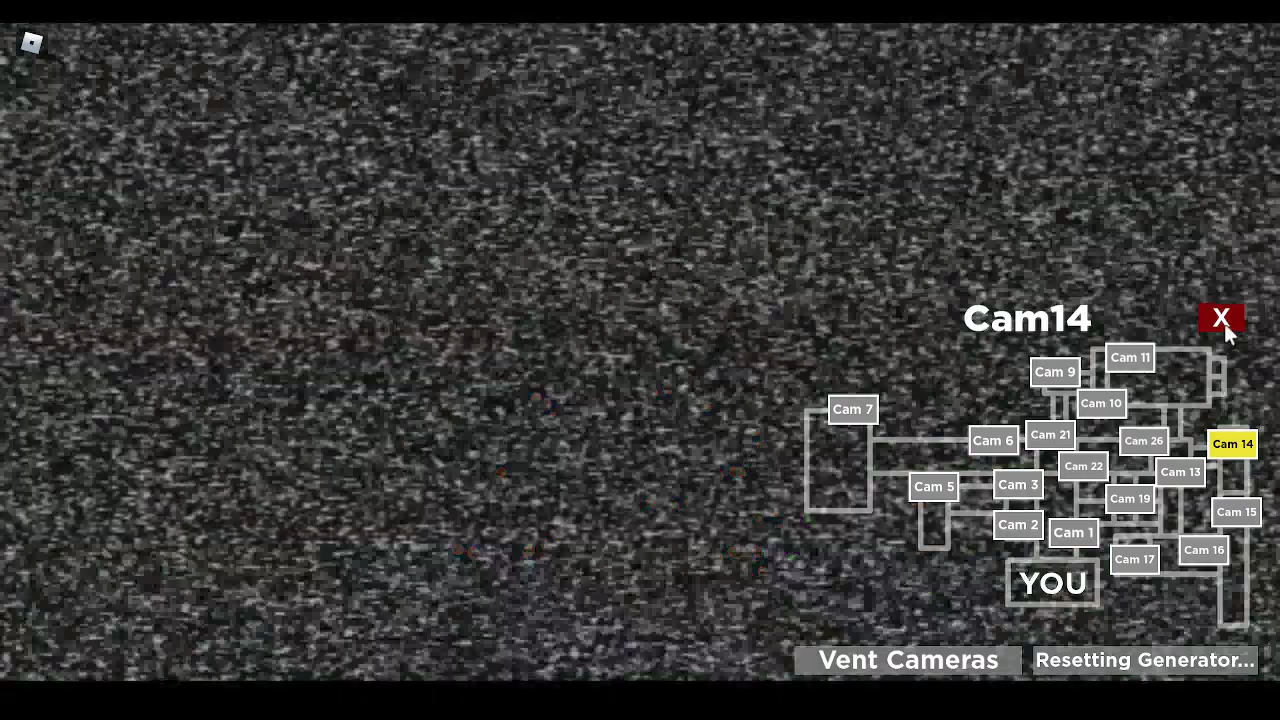 Cam14
X
Cam 11
Cam 9
Cam 10
Cam 7
Cam 21
Cam 6
Cam 26
Cam 14
Cam 22
Cam 13
Cam 5
Cam 3
Cam 19
Cam 15
Cam 2
Cam 1
Cam 16
Cam 17
YOU
Vent Cameras
Resetting Generator...